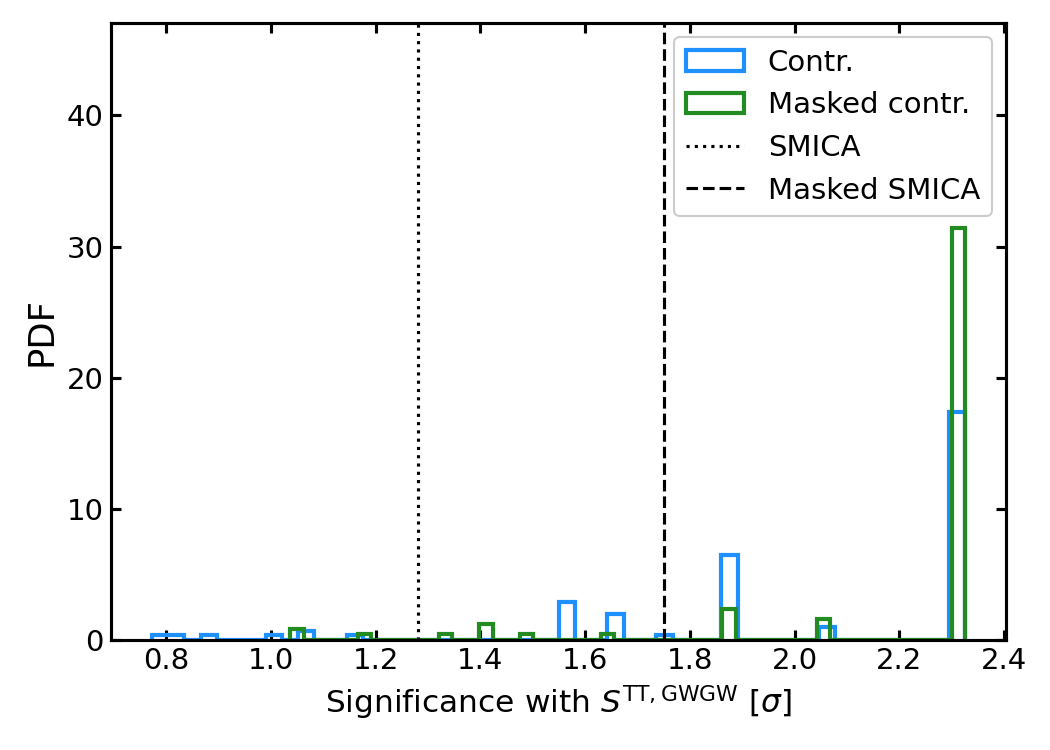 Contr.
Masked contr.
SMICA
Masked SMICA
PDF
40
30
20
10
0
0.8 1.0 1.2 1.4 1.6 1.8 2.0 2.2 2.4
Significance with S^TT, GWGW [σ]